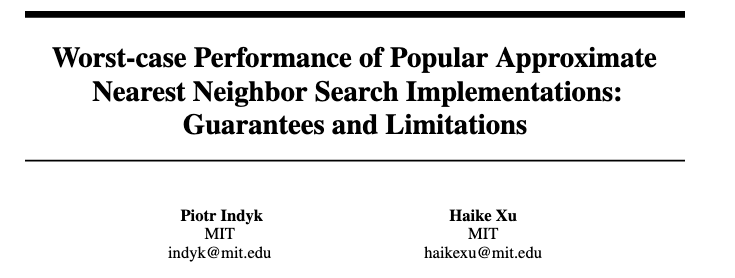 Worst-case Performance of Popular Approximate
Nearest Neighbor Search Implementations:
Guarantees and Limitations
Piotr Indyk
MIT
indyk@mit.edu
Haike Xu
MIT
haikexu@mit.edu